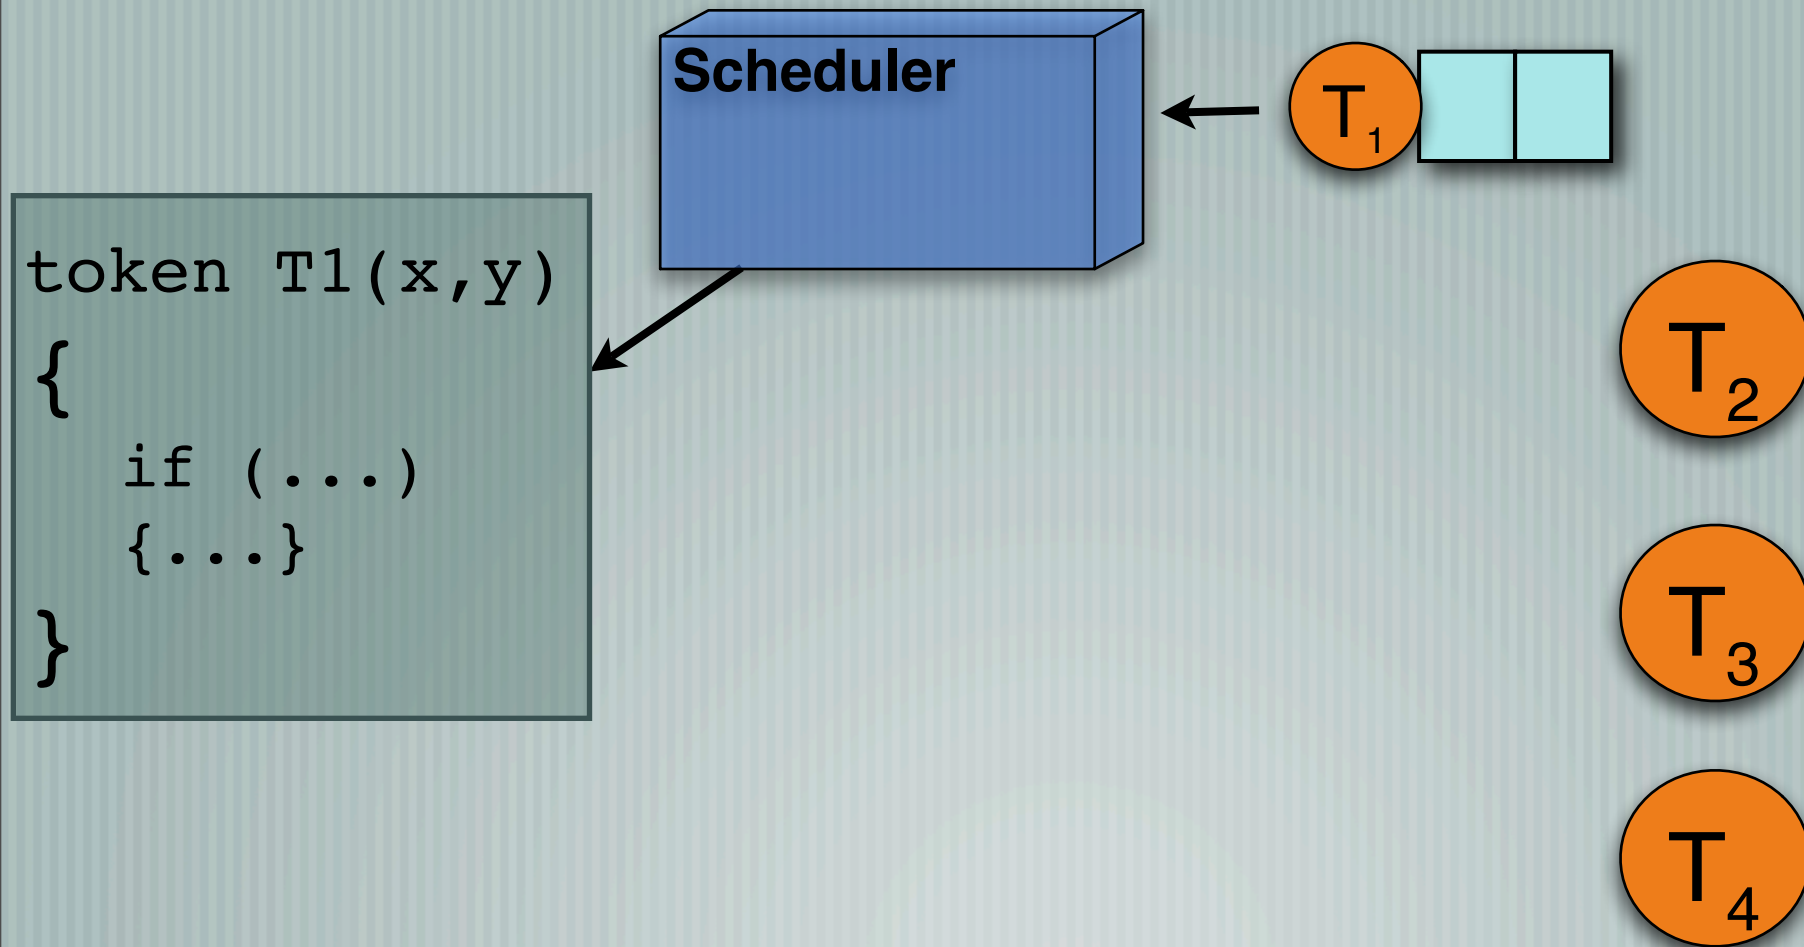 Scheduler
T1
token T1(x,y)
{
if (...)
{...}
}
T2
T3
T4